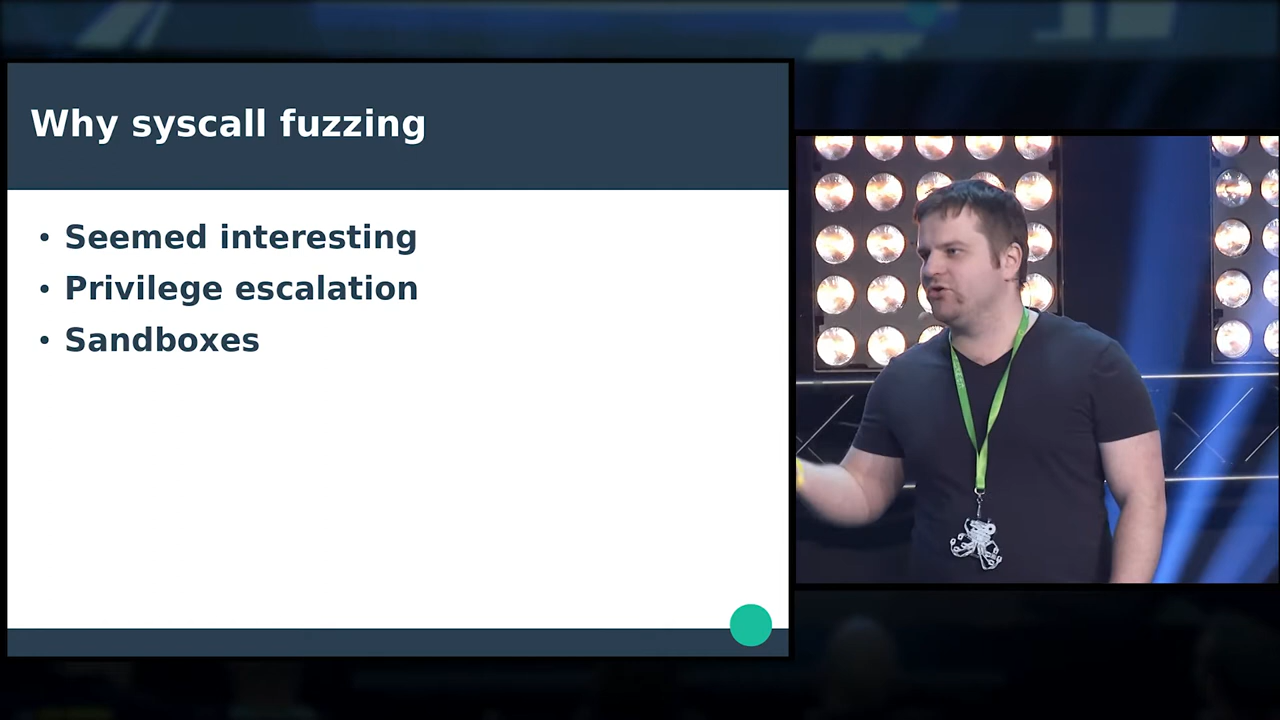 Why syscall fuzzing
Seemed interesting
Privilege escalation
Sandboxes